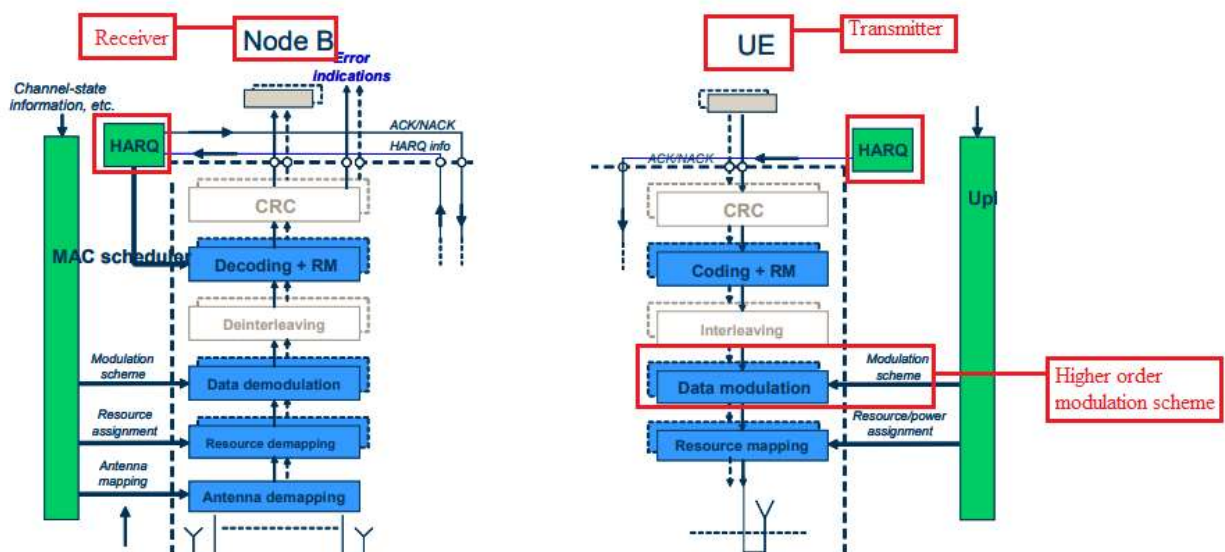 Receiver
Node B
Error
indications
Channel-state
information, etc.
HARQ
ACK/NACK
HARQ info
CRC
MAC scheduler
Decoding + RM
Deinterleaving
Modulation
scheme
Data demodulation
Resource
assignment
Resource demapping
Antenna
mapping
Antenna demapping
UE
Transmitter
HARQ
ACK/NACK
CRC
Upl
Coding + RM
Interleaving
Modulation
scheme
Data modulation
Higher order
modulation scheme
Resource/power
assignment
Resource mapping